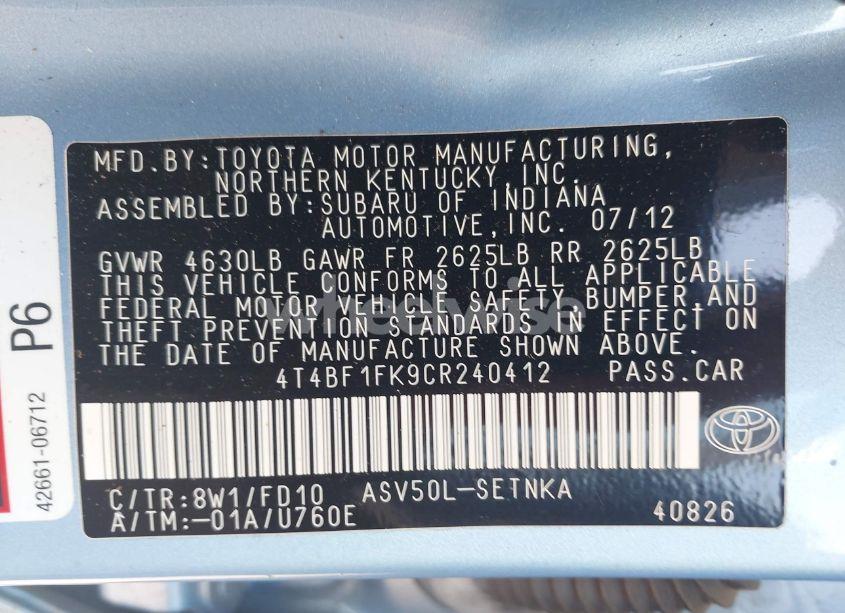 MFD.BY:TOYOTA MOTOR MANUFACTURING,
NORTHERN KENTUCKY,INC.
ASSEMBLED BY:SUBARU OF INDIANA
AUTOMOTIVE,INC. 07/12
GVWR 4630LB GAWR FR 2625LB RR 2625LB
THIS VEHICLE CONFORMS TO ALL APPLICABLE
FEDERAL MOTOR VEHICLE SAFETY, BUMPER,AND
THEFT PREVENTION STANDARDS IN EFFECT ON
THE DATE OF MANUFACTURE SHOWN ABOVE.
4T4BF1FK9CR240412 PASS.CAR
C/TR:8W1/FD10 ASV50L-SETNKA
A/TM:-01A/U760E 40826
P6
42661-06712